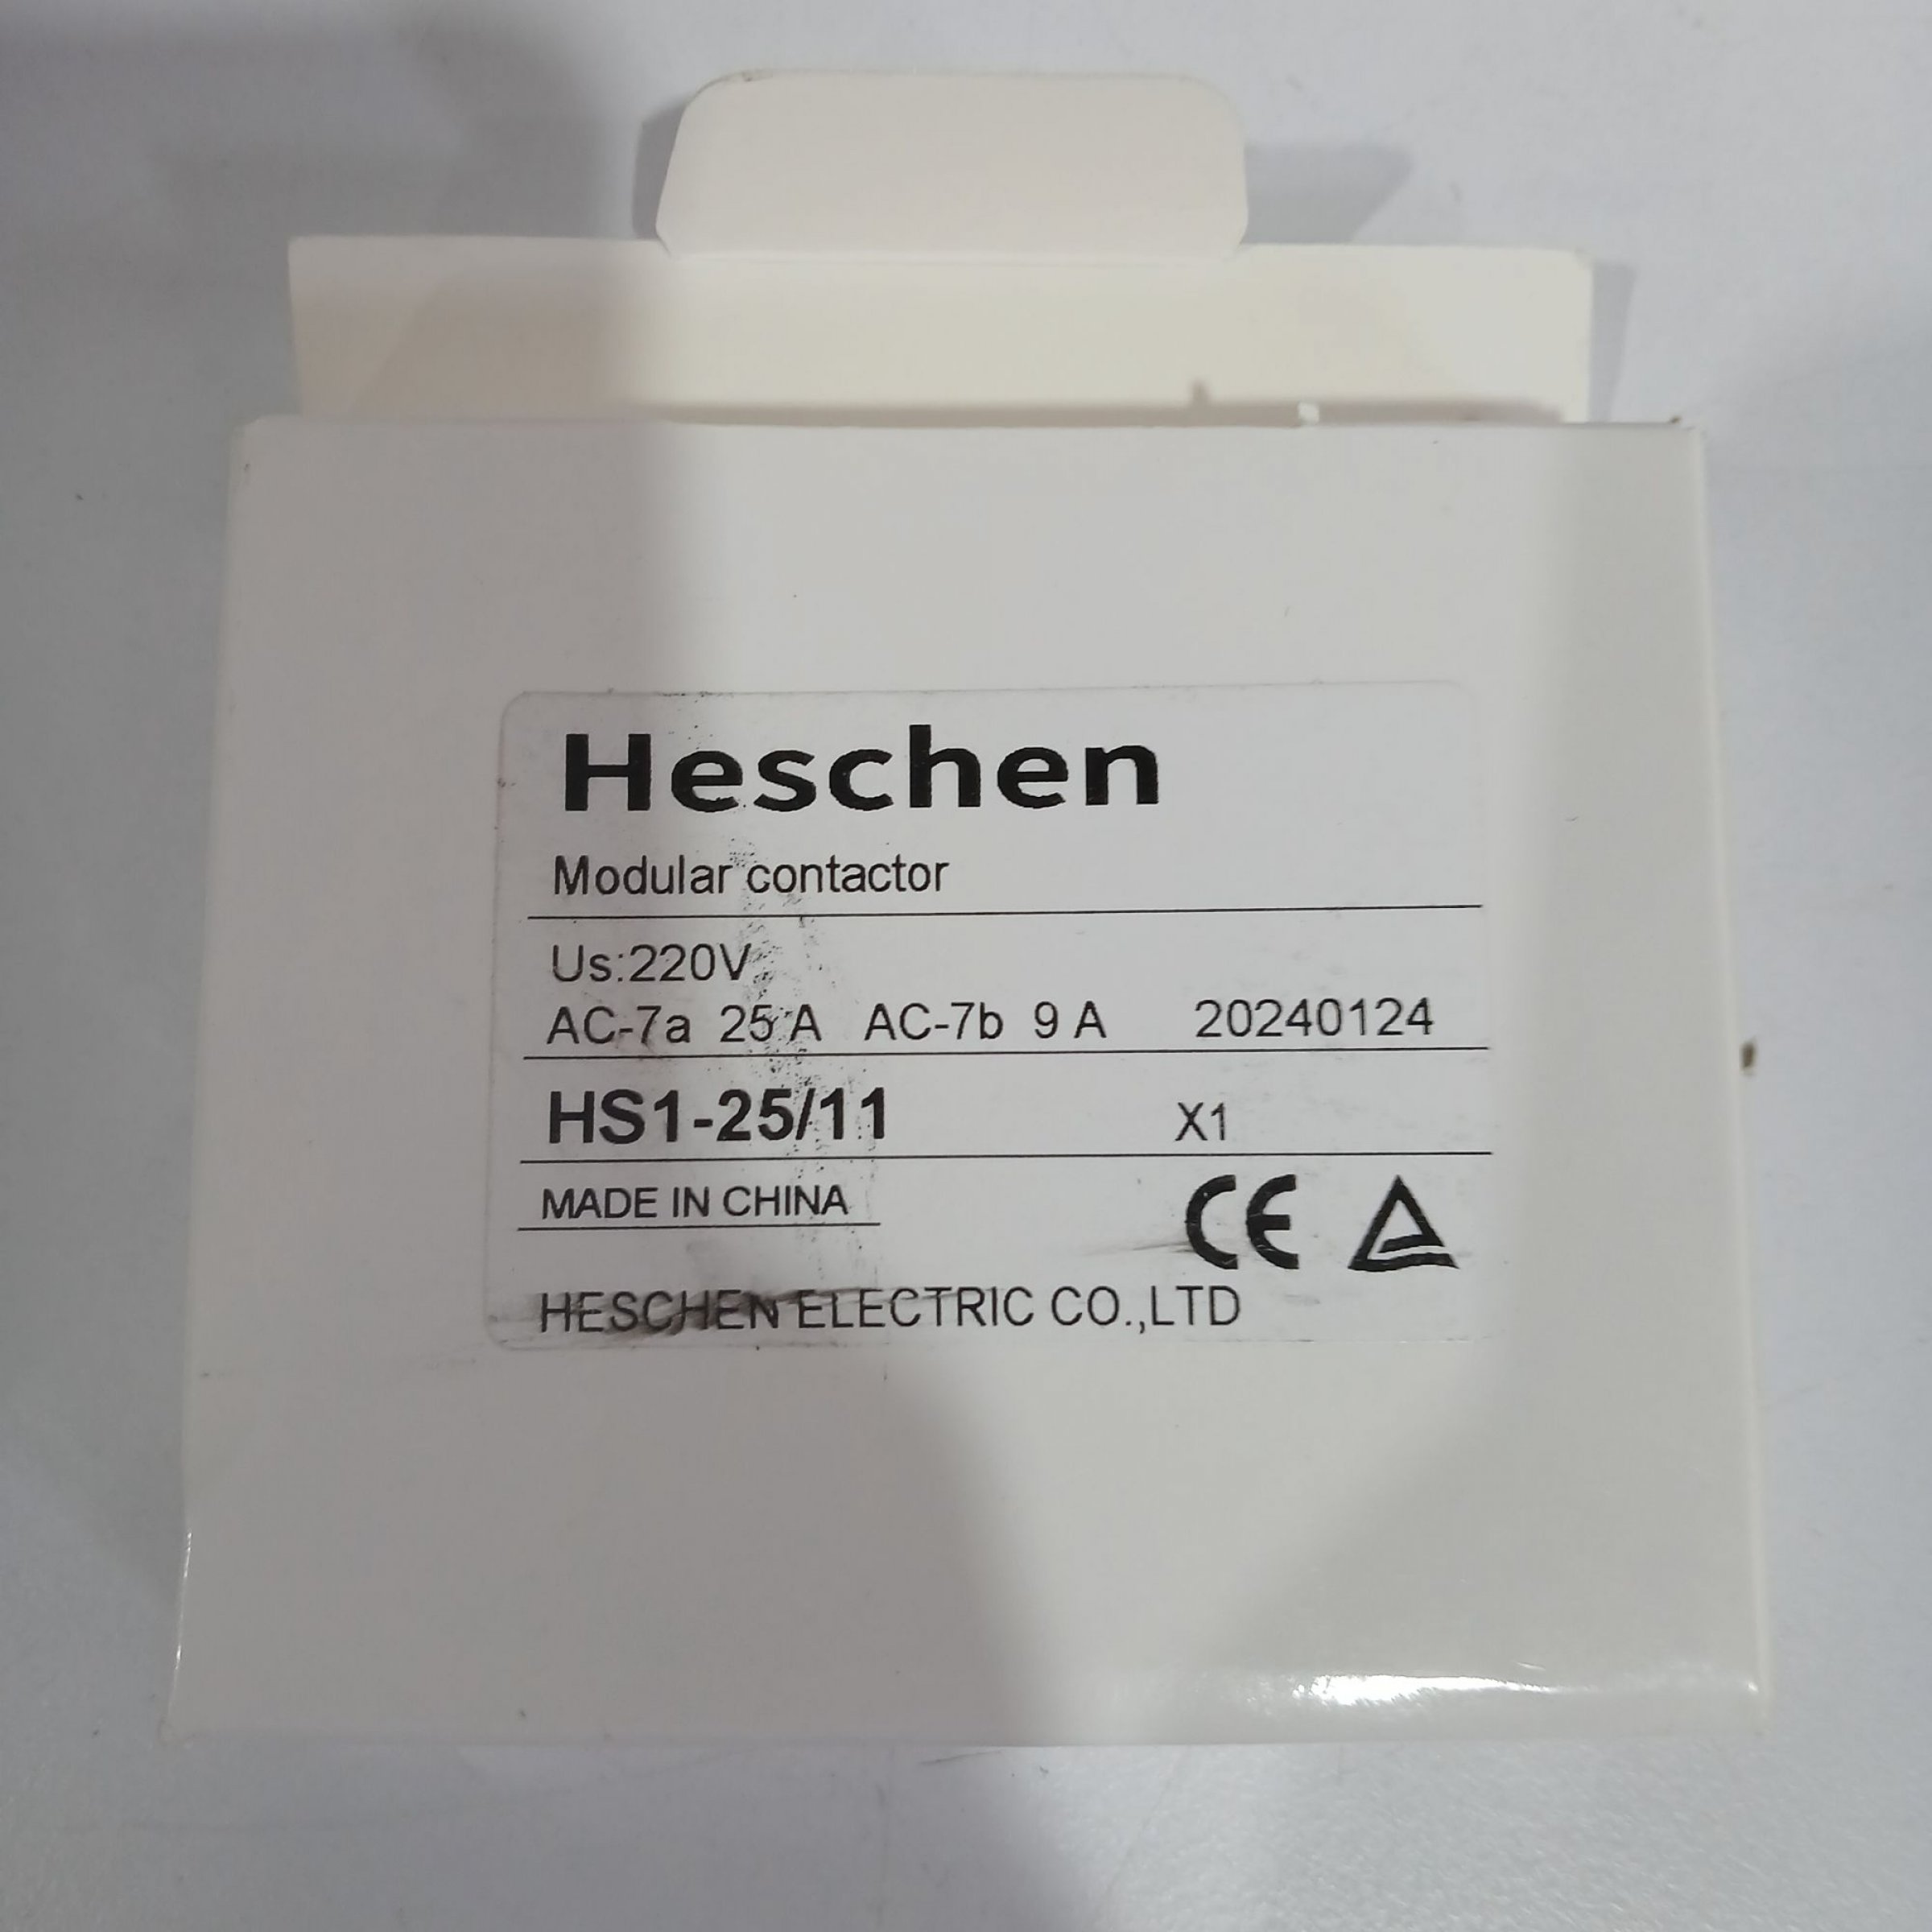 Heschen
Modular contactor
Us:220V
AC-7a 25 A AC-7b 9 A 20240124
HS1-25/11 X1
MADE IN CHINA
CE
HESCHEN ELECTRIC CO.,LTD